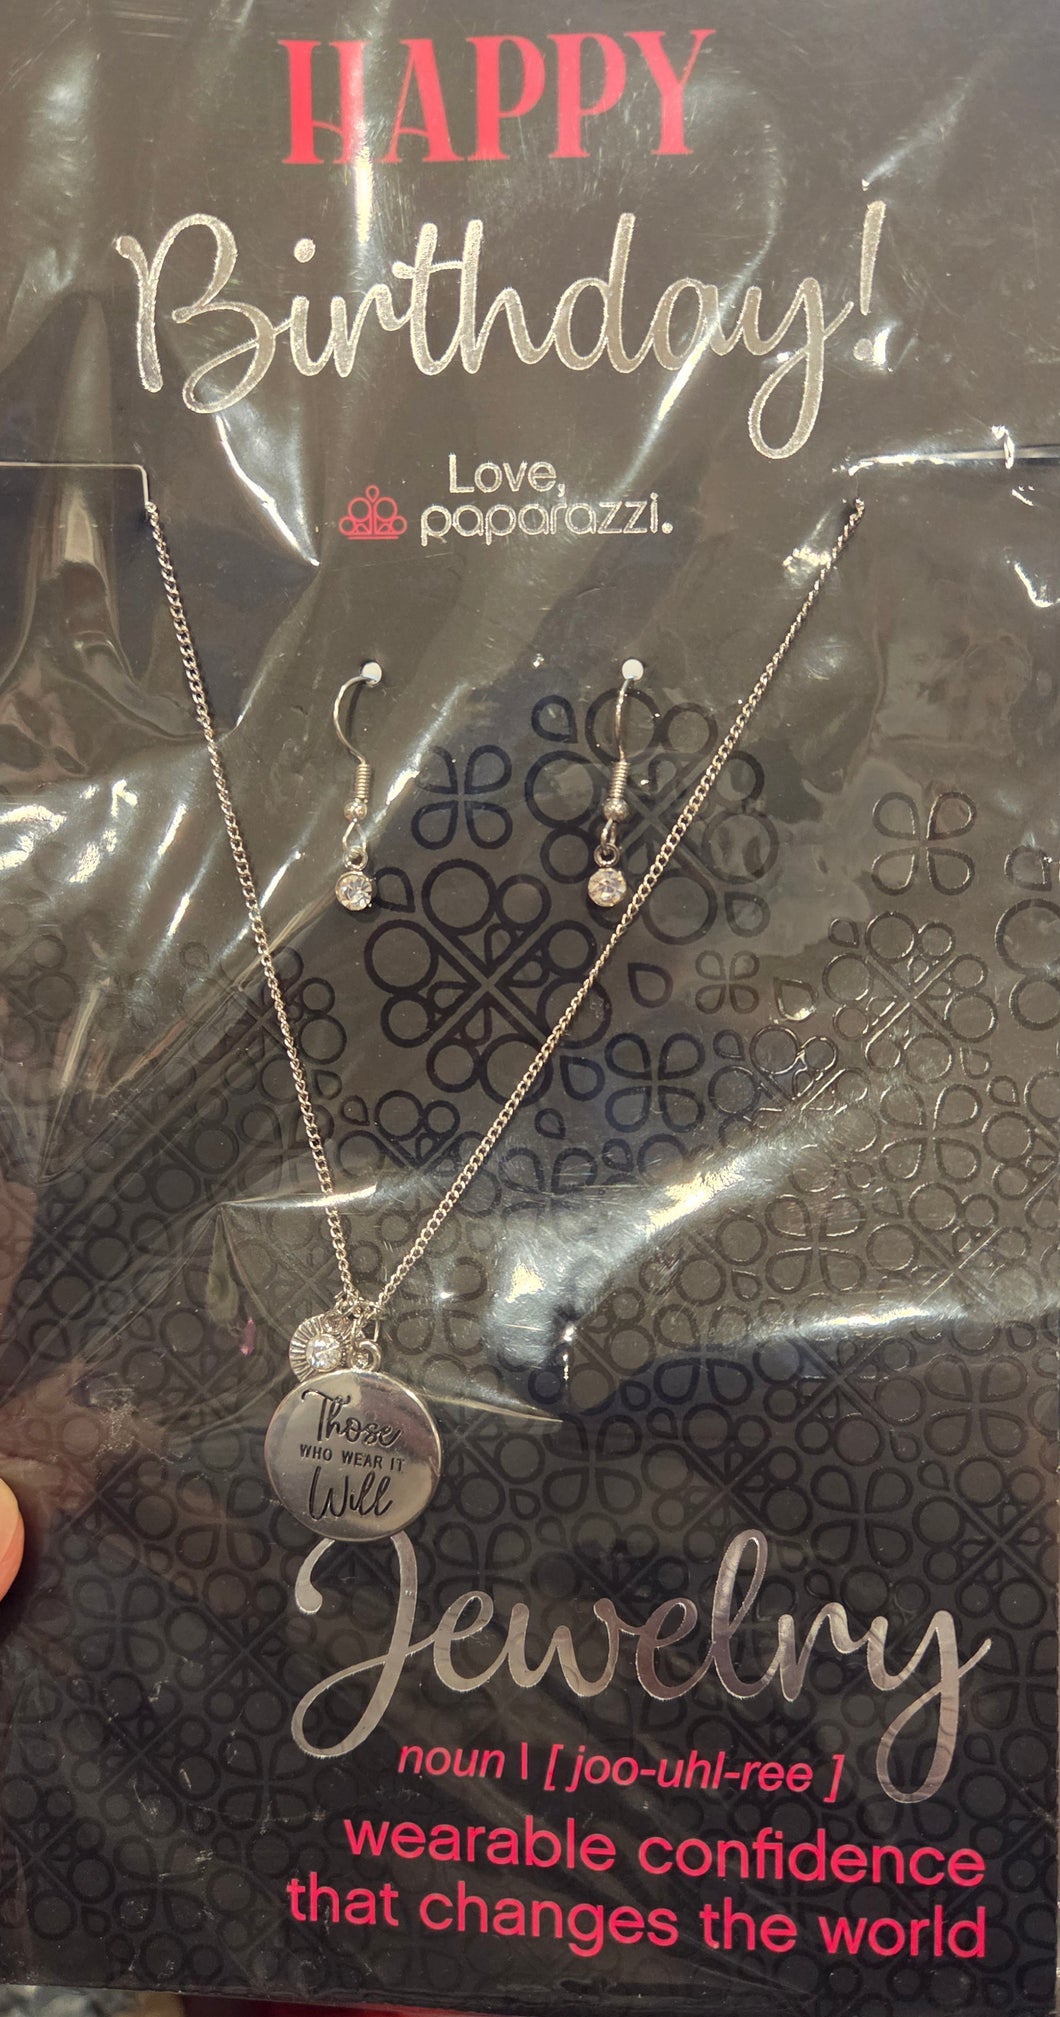 HAPPY
Birthday!
Love,
paparazzi.
Those
WHO WEAR IT
Will
Jewelry
noun | [ joo-uhl-ree ]
wearable confidence
that changes the world